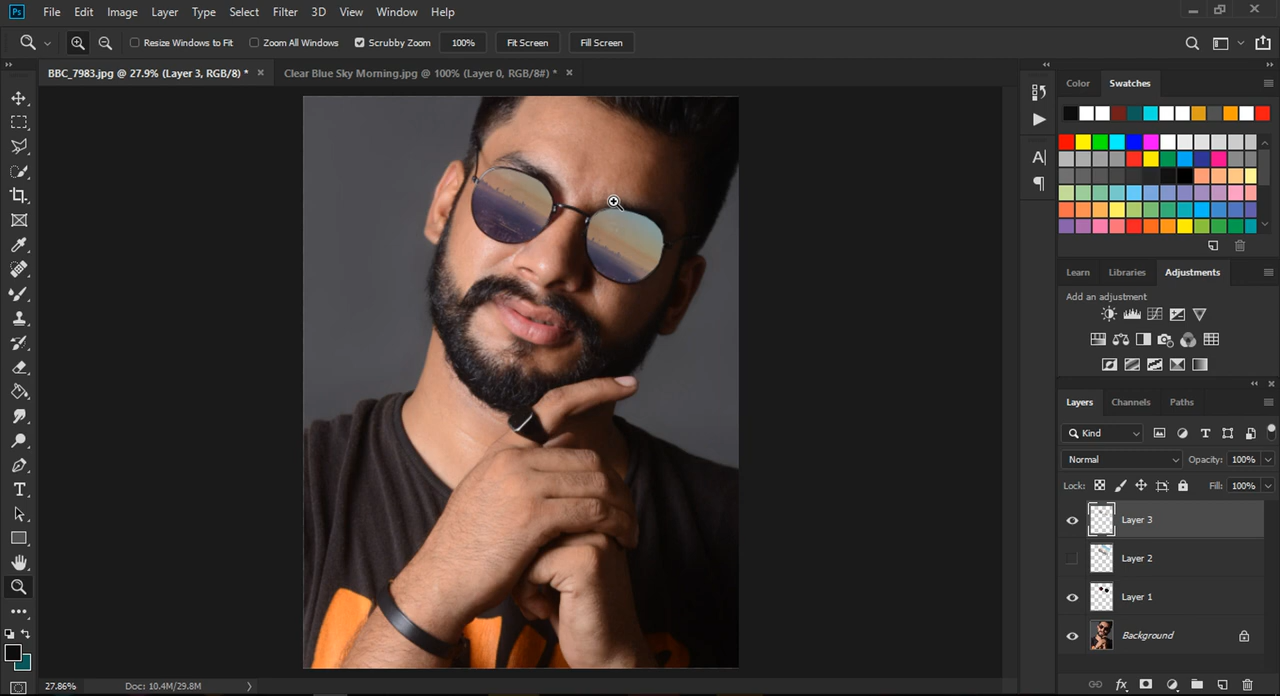 Ps File Edit Image Layer Type Select Filter 3D View Window Help
Resize Windows to Fit Zoom All Windows Scrubby Zoom 100% Fit Screen Fill Screen
BBC_7983.jpg @ 27.9% (Layer 3, RGB/8) * Clear Blue Sky Morning.jpg @ 100% (Layer 0, RGB/8#) *
Color Swatches
Learn Libraries Adjustments
Add an adjustment
Layers Channels Paths
Kind
Normal Opacity: 100%
Lock: Fill: 100%
Layer 3
Layer 2
Layer 1
Background
27.86% Doc: 10.4M/29.8M